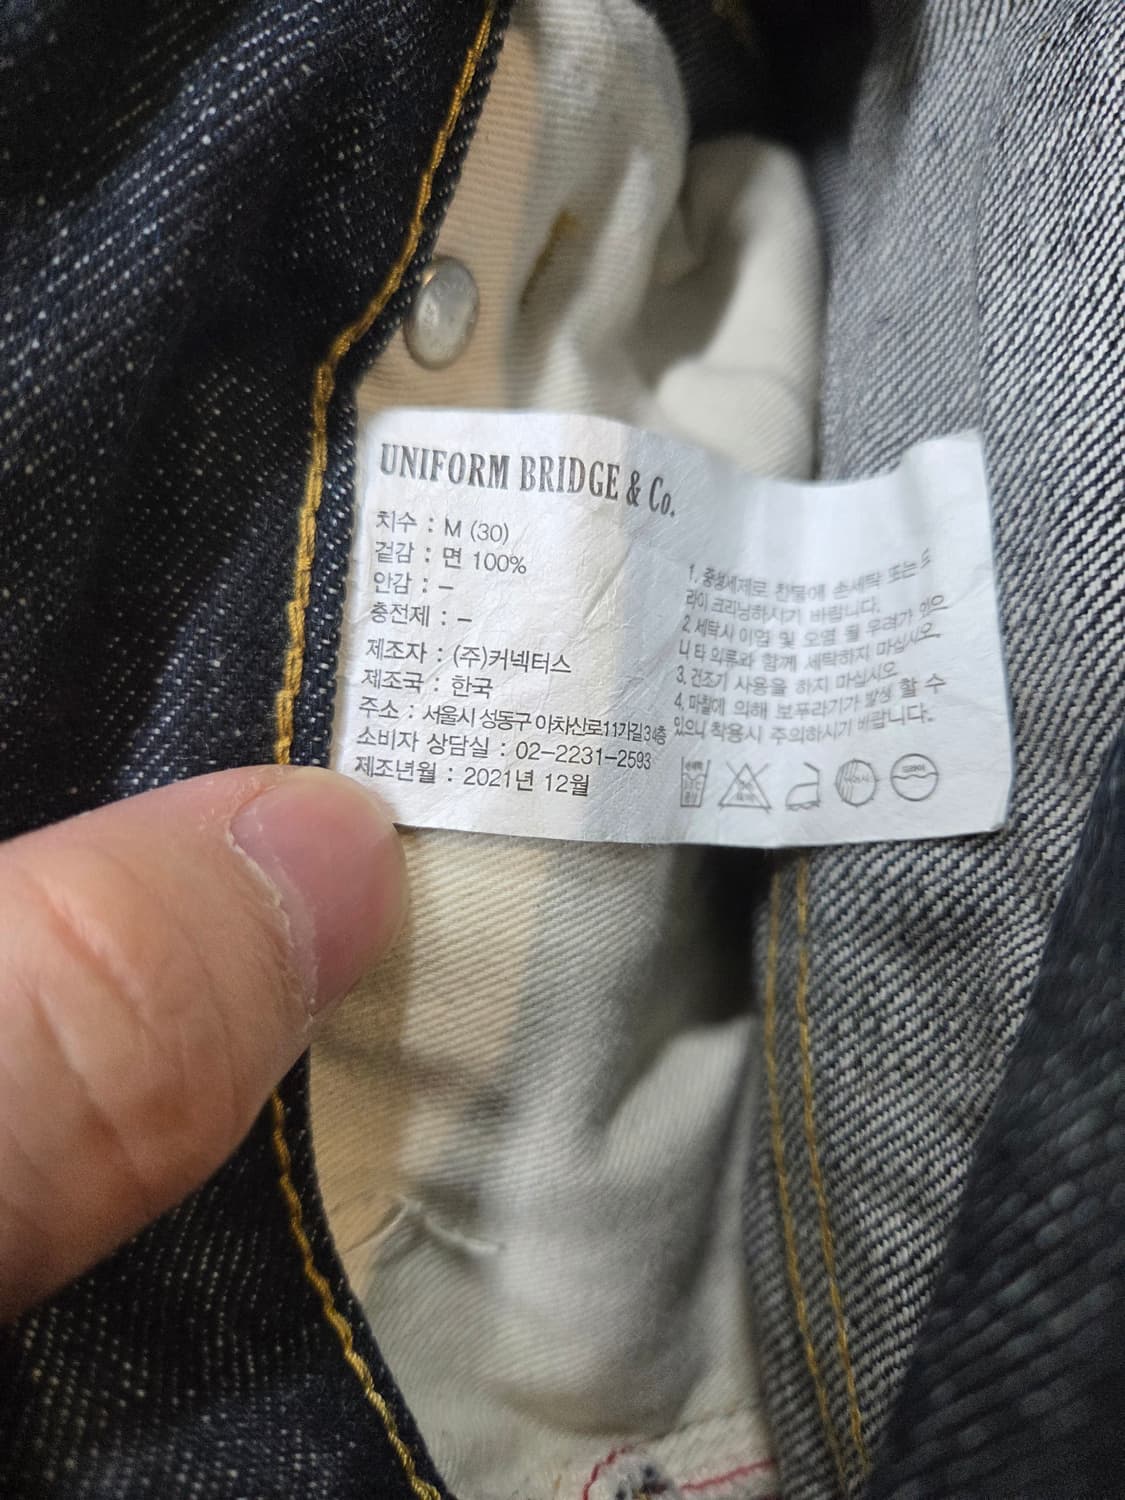 UNIFORM BRIDGE & Co.
치수 : M (30)
겉감 : 면 100%
안감 : –
충전제 : –
제조자 : (주)커넥터스
제조국 : 한국
주소 : 서울시 성동구 아차산로11가길 3 4층
소비자 상담실 : 02-2231-2593
제조년월 : 2021년 12월
1. 중성세제로 찬물에 손세탁 또는 드
라이 크리닝하시기 바랍니다.
2. 세탁시 이염 및 오염 될 우려가 있으
니 타 의류와 함께 세탁하지 마십시오.
3. 건조기 사용을 하지 마십시오
4. 마찰에 의해 보푸라기가 발생 할 수
있으니 착용시 주의하시기 바랍니다.